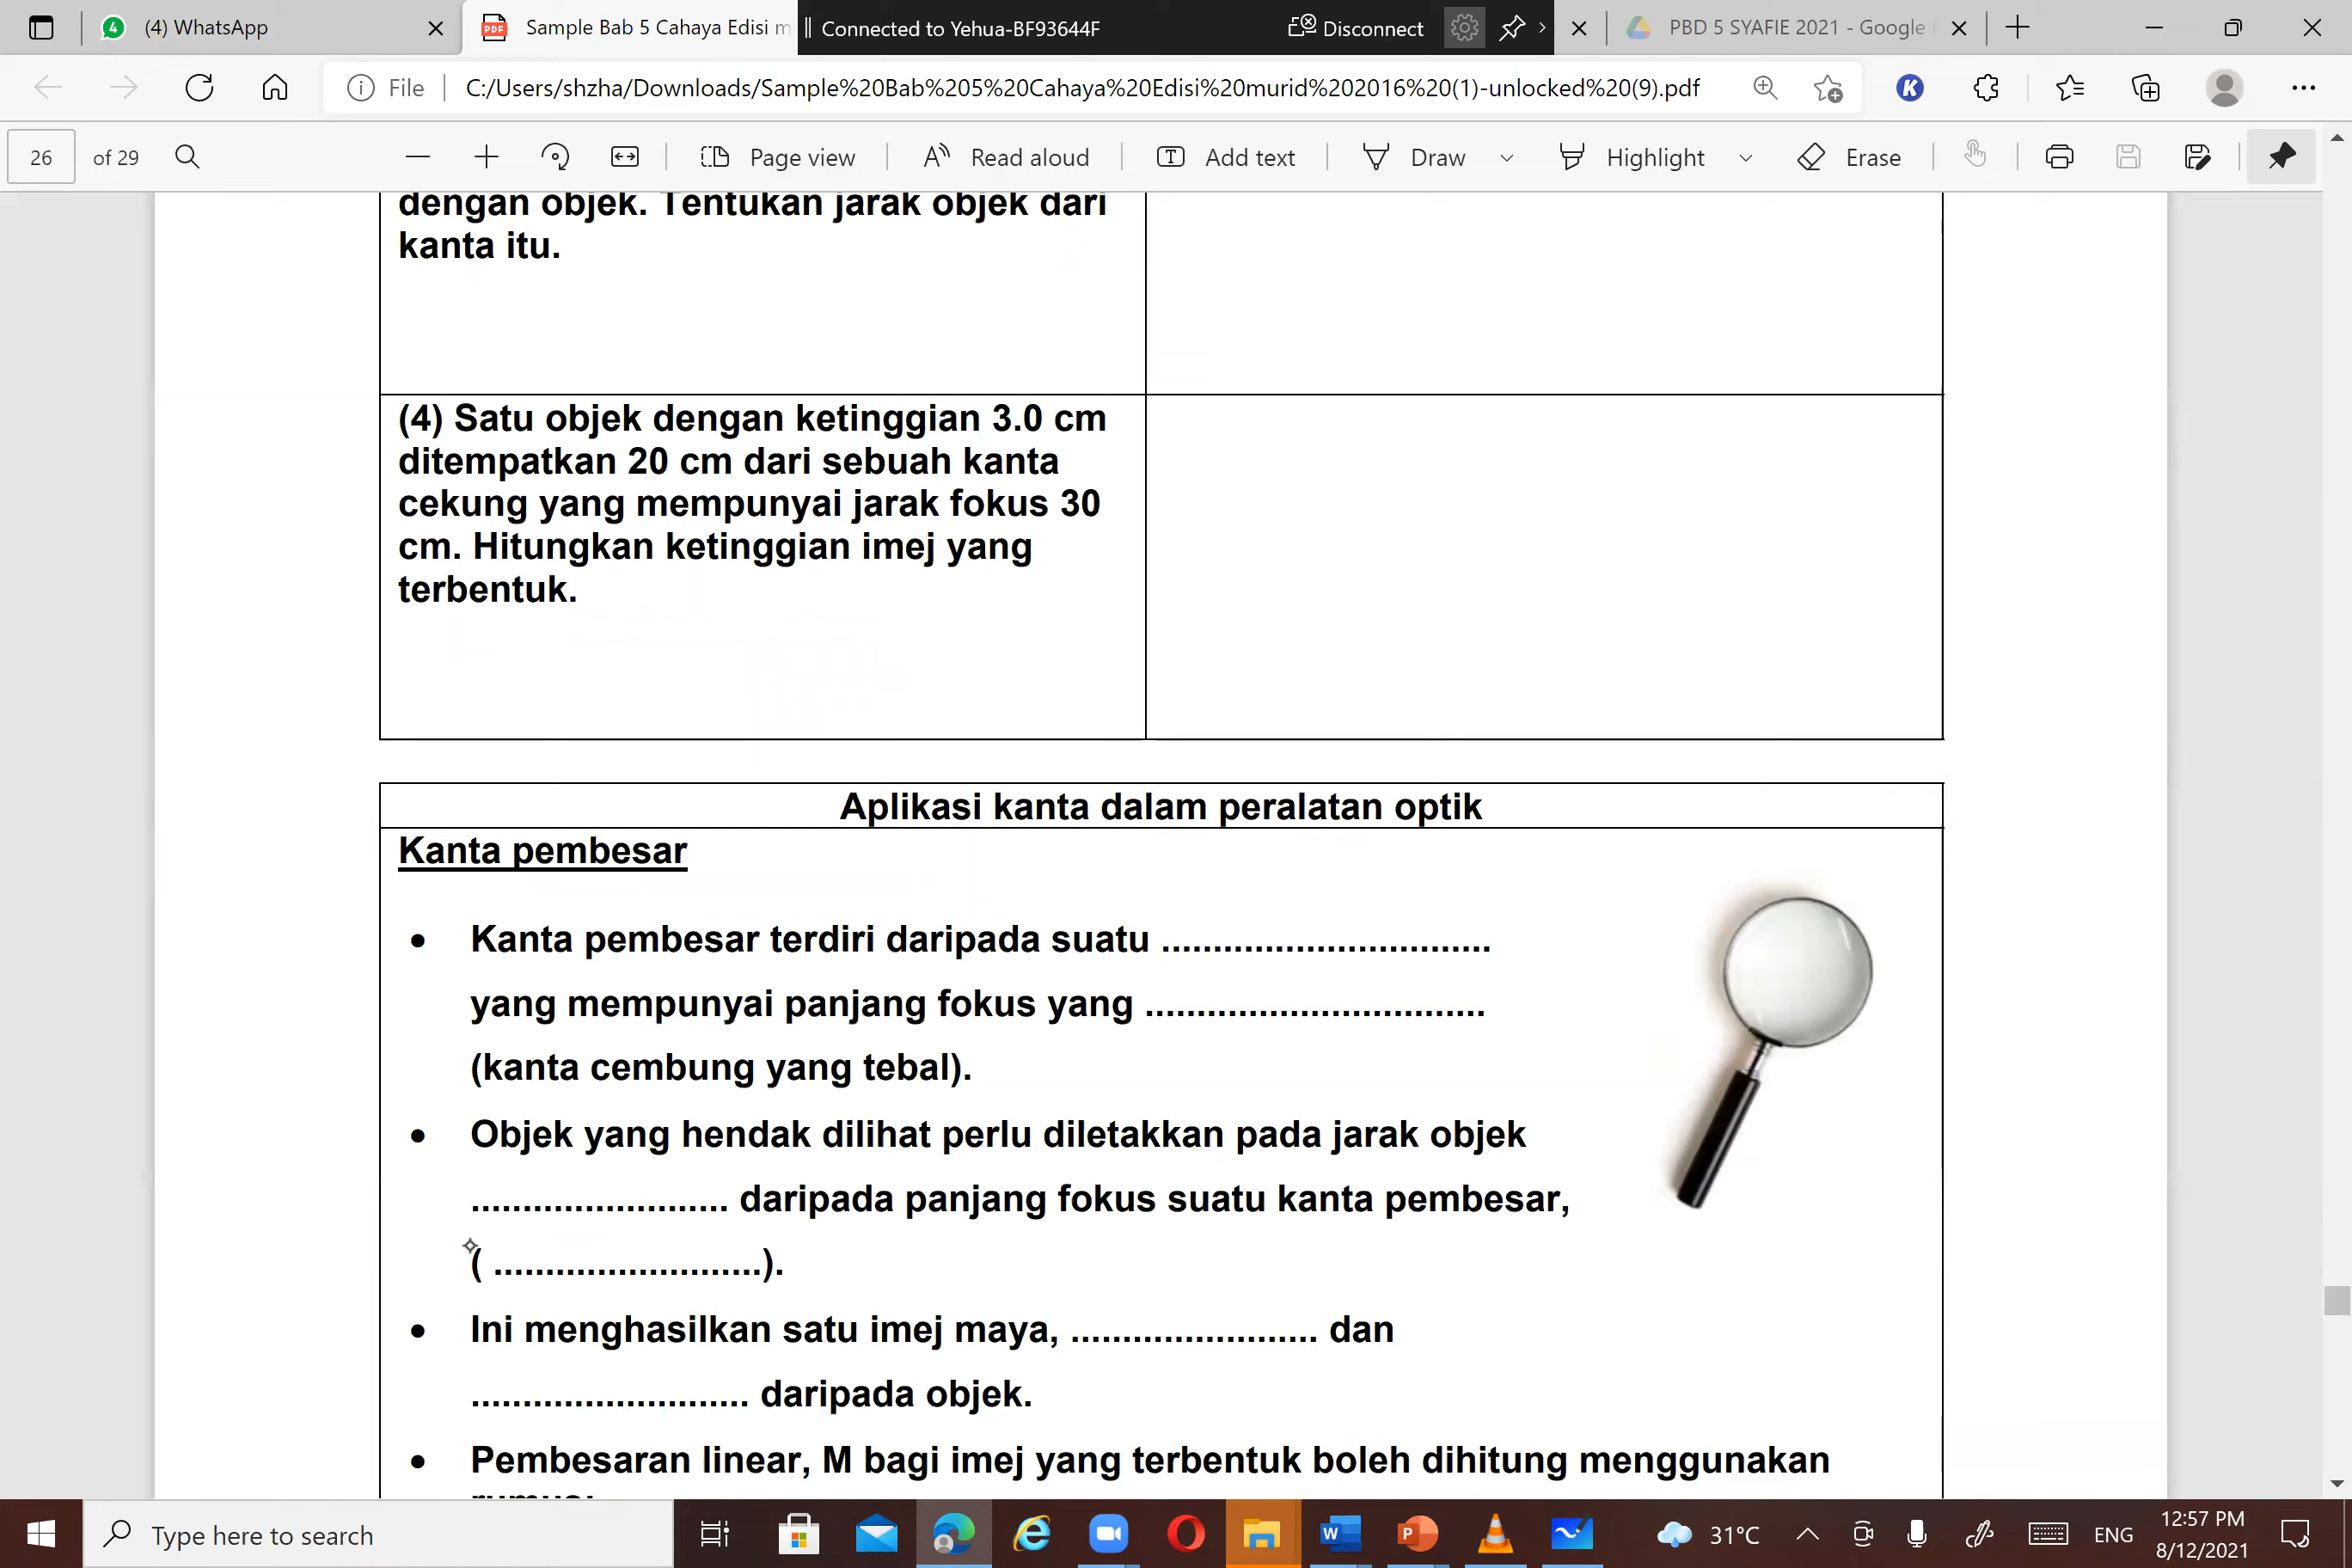 (4) WhatsApp
Sample Bab 5 Cahaya Edisi m
Connected to Yehua-BF93644F
Disconnect
PBD 5 SYAFIE 2021 - Google
File
C:/Users/shzha/Downloads/Sample%20Bab%205%20Cahaya%20Edisi%20murid%202016%20(1)-unlocked%20(9).pdf
26 of 29
Page view
Read aloud
Add text
Draw
Highlight
Erase
dengan objek. Tentukan jarak objek dari
kanta itu.
(4) Satu objek dengan ketinggian 3.0 cm
ditempatkan 20 cm dari sebuah kanta
cekung yang mempunyai jarak fokus 30
cm. Hitungkan ketinggian imej yang
terbentuk.
Aplikasi kanta dalam peralatan optik
Kanta pembesar
• Kanta pembesar terdiri daripada suatu ................................
yang mempunyai panjang fokus yang .................................
(kanta cembung yang tebal).
• Objek yang hendak dilihat perlu diletakkan pada jarak objek
......................... daripada panjang fokus suatu kanta pembesar,
( ..........................).
• Ini menghasilkan satu imej maya, ........................ dan
........................... daripada objek.
• Pembesaran linear, M bagi imej yang terbentuk boleh dihitung menggunakan
Type here to search
31°C
ENG
12:57 PM
8/12/2021